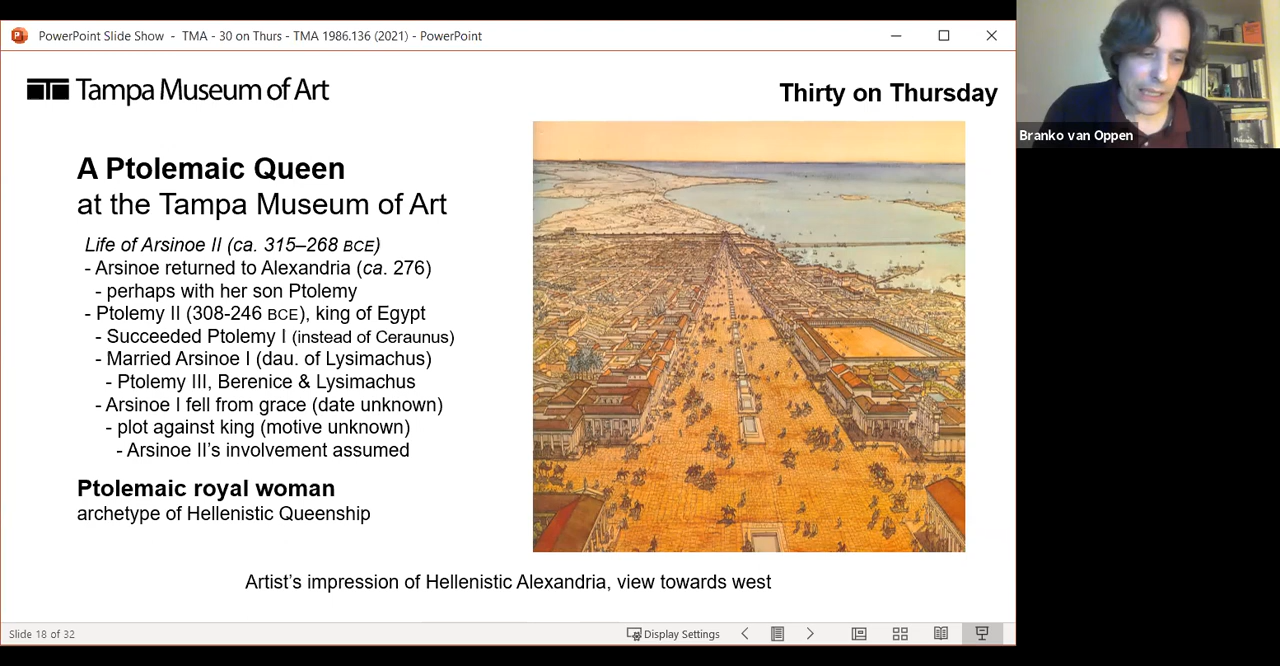 PowerPoint Slide Show - TMA - 30 on Thurs - TMA 1986.136 (2021) - PowerPoint
Tampa Museum of Art
Thirty on Thursday
A Ptolemaic Queen
at the Tampa Museum of Art
Life of Arsinoe II (ca. 315–268 BCE)
- Arsinoe returned to Alexandria (ca. 276)
- perhaps with her son Ptolemy
- Ptolemy II (308-246 BCE), king of Egypt
- Succeeded Ptolemy I (instead of Ceraunus)
- Married Arsinoe I (dau. of Lysimachus)
- Ptolemy III, Berenice & Lysimachus
- Arsinoe I fell from grace (date unknown)
- plot against king (motive unknown)
- Arsinoe II's involvement assumed
Ptolemaic royal woman
archetype of Hellenistic Queenship
Artist's impression of Hellenistic Alexandria, view towards west
Slide 18 of 32
Display Settings
Branko van Oppen